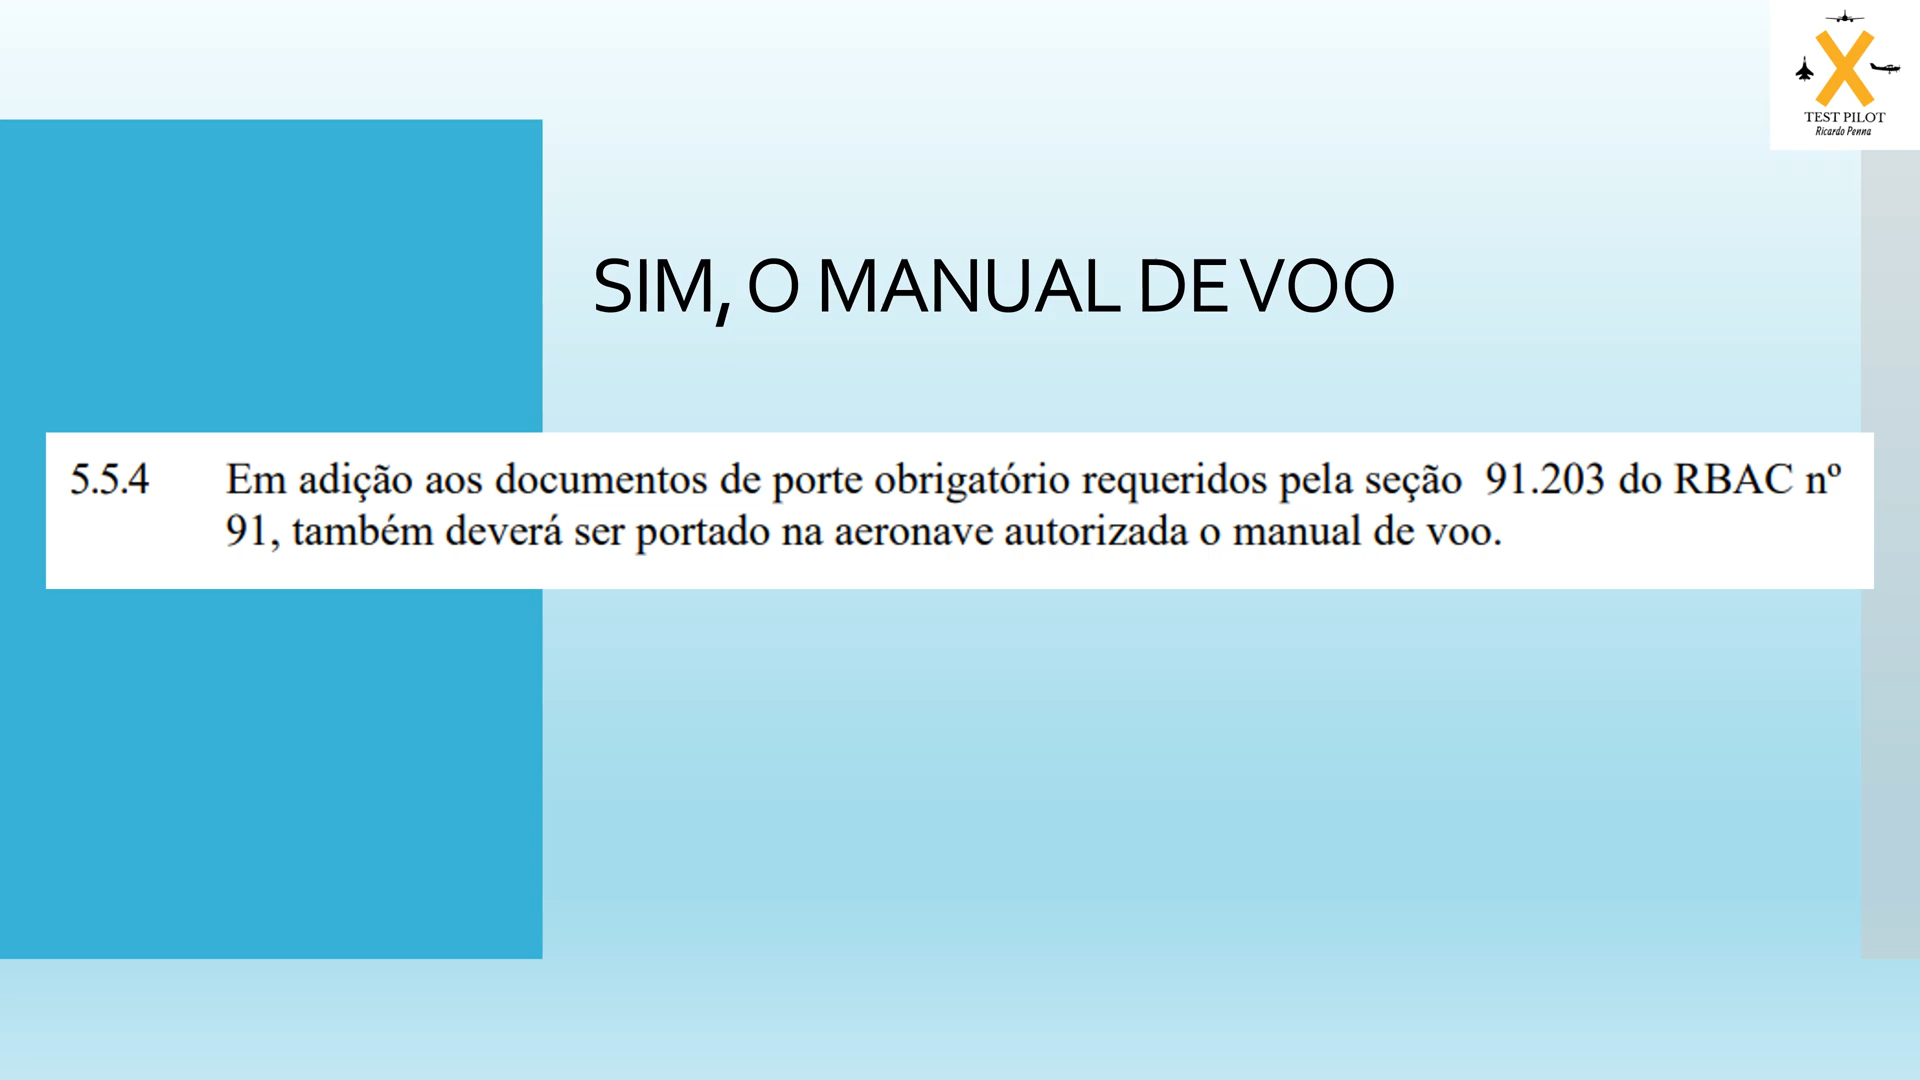 TEST PILOT
Ricardo Penna
SIM, O MANUAL DE VOO
5.5.4 Em adição aos documentos de porte obrigatório requeridos pela seção 91.203 do RBAC nº
91, também deverá ser portado na aeronave autorizada o manual de voo.